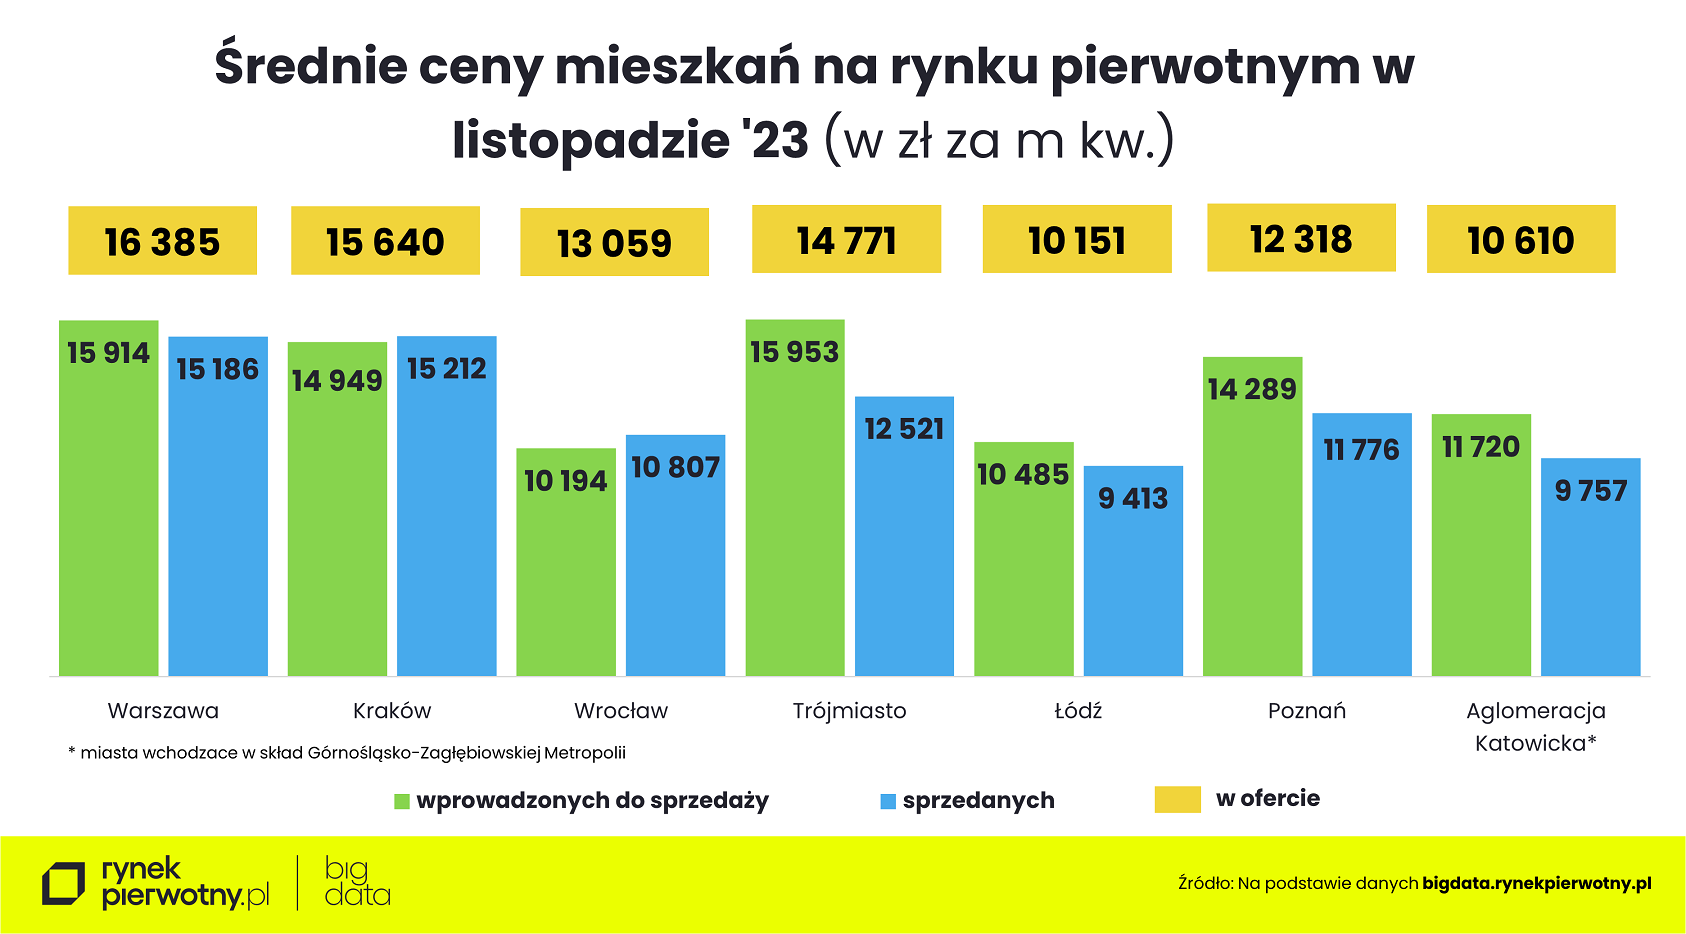 Średnie ceny mieszkań na rynku pierwotnym w
listopadzie '23 (w zł za m kw.)
16 385
15 640
13 059
14 771
10 151
12 318
10 610
15 914
15 186
14 949
15 212
10 194
10 807
15 953
12 521
10 485
9 413
14 289
11 776
11 720
9 757
Warszawa
Kraków
Wrocław
Trójmiasto
Łódź
Poznań
Aglomeracja
Katowicka*
* miasta wchodzace w skład Górnośląsko-Zagłębiowskiej Metropolii
wprowadzonych do sprzedaży
sprzedanych
w ofercie
rynek
pierwotny.pl
big
data
Źródło: Na podstawie danych bigdata.rynekpierwotny.pl